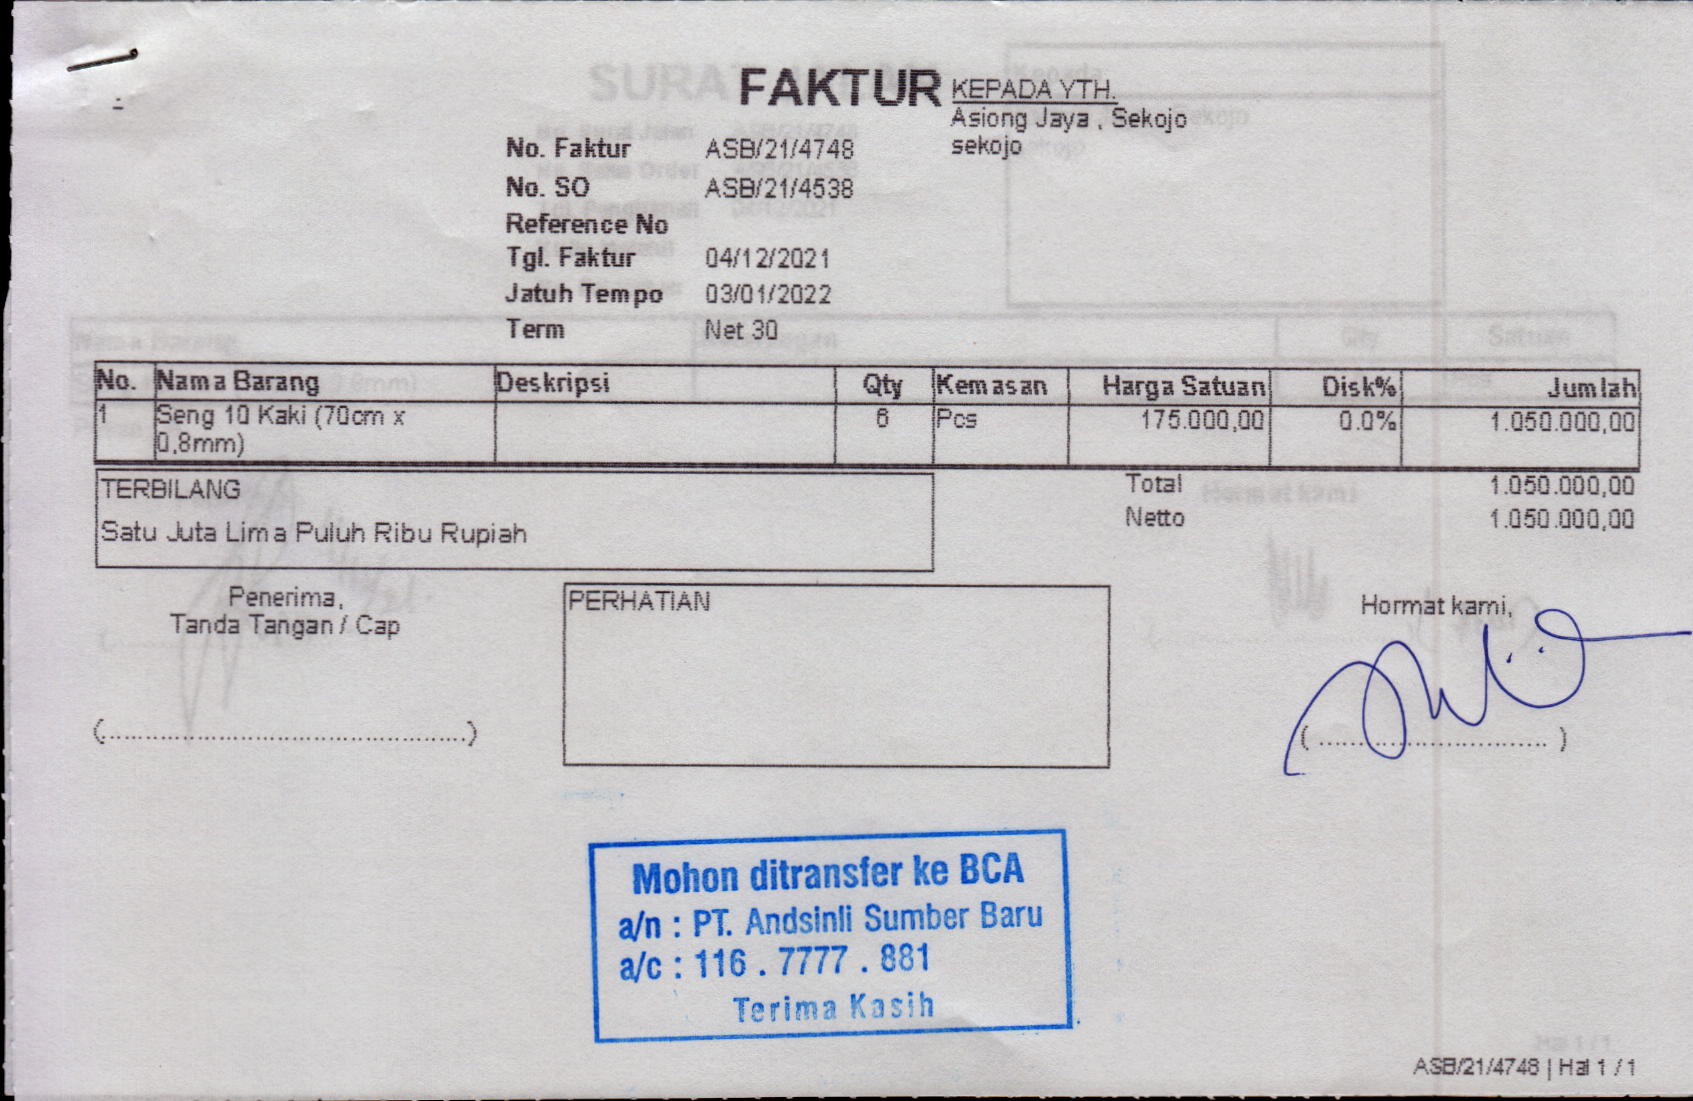 FAKTUR
KEPADA YTH.
Asiong Jaya , Sekojo
sekojo
No. Faktur ASB/21/4748
No. SO ASB/21/4538
Reference No
Tgl. Faktur 04/12/2021
Jatuh Tempo 03/01/2022
Term Net 30
No. Nama Barang Deskripsi Qty Kemasan Harga Satuan Disk% Jumlah
1 Seng 10 Kaki (70cm x 6 Pcs 175.000,00 0.0% 1.050.000,00
0,8mm)
TERBILANG
Satu Juta Lima Puluh Ribu Rupiah
Total 1.050.000,00
Netto 1.050.000,00
Penerima,
Tanda Tangan / Cap
(................................................)
PERHATIAN
Hormat kami,
( .............................. )
Mohon ditransfer ke BCA
a/n : PT. Andsinli Sumber Baru
a/c : 116 . 7777 . 881
Terima Kasih
ASB/21/4748 | Hal 1 / 1